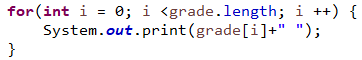 for(int i = 0; i <grade.length; i ++) {
System.out.print(grade[i]+" ");
}